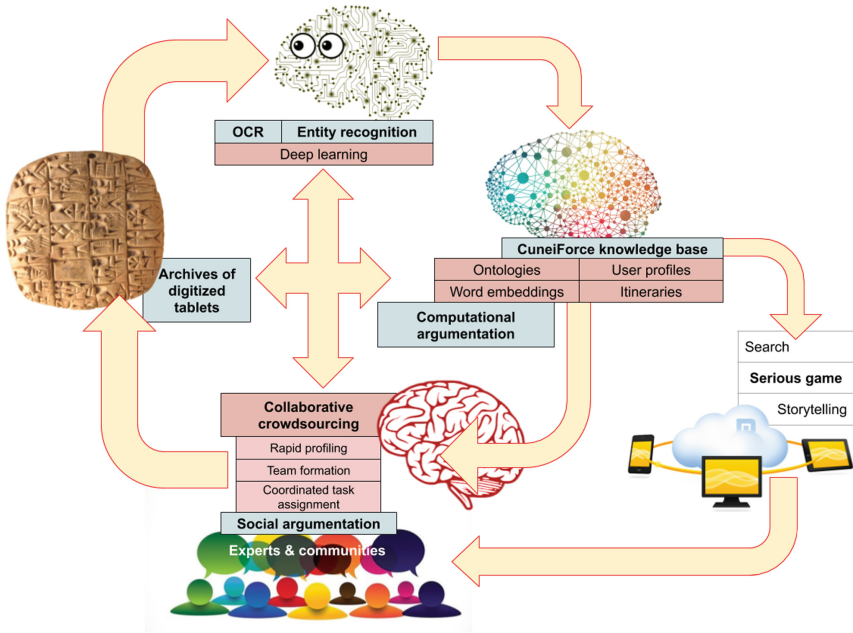 OCR
Entity recognition
Deep learning
CuneiForce knowledge base
Ontologies
User profiles
Word embeddings
Itineraries
Computational
argumentation
Archives of
digitized
tablets
Search
Serious game
Storytelling
Collaborative
crowdsourcing
Rapid profiling
Team formation
Coordinated task
assignment
Social argumentation
Experts & communities